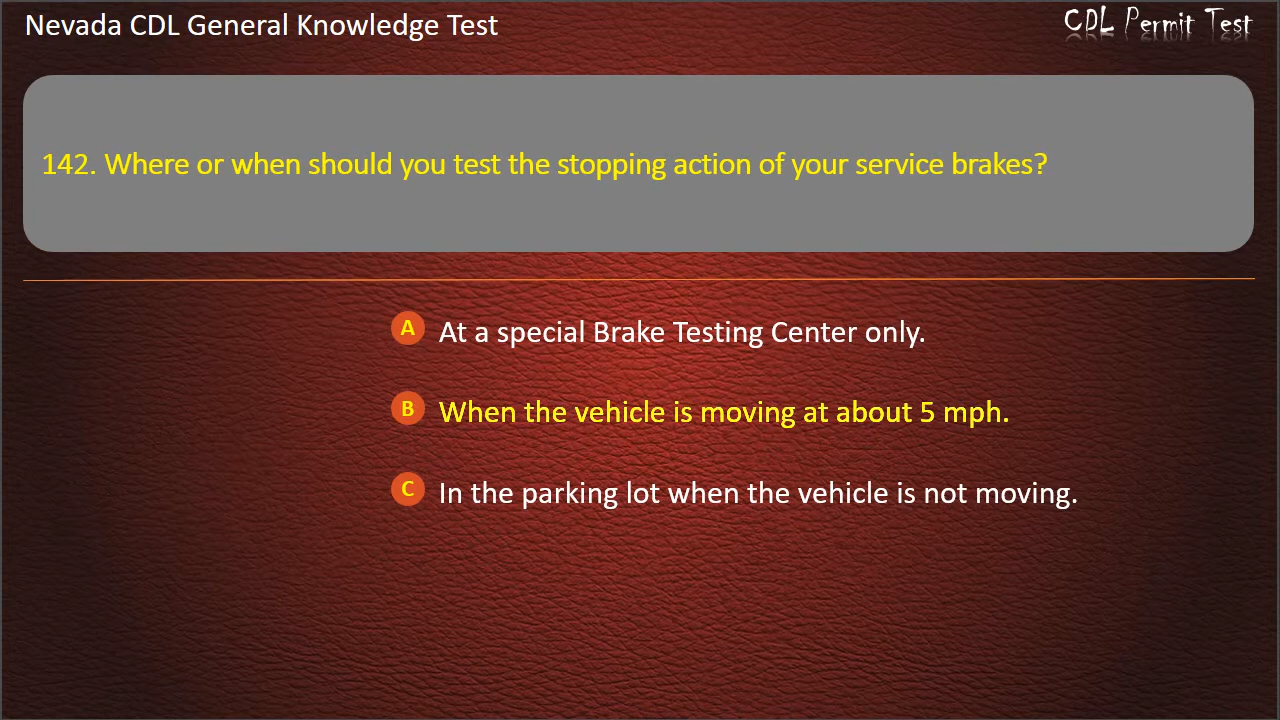 Nevada CDL General Knowledge Test
CDL Permit Test
142. Where or when should you test the stopping action of your service brakes?
A At a special Brake Testing Center only.
B When the vehicle is moving at about 5 mph.
C In the parking lot when the vehicle is not moving.